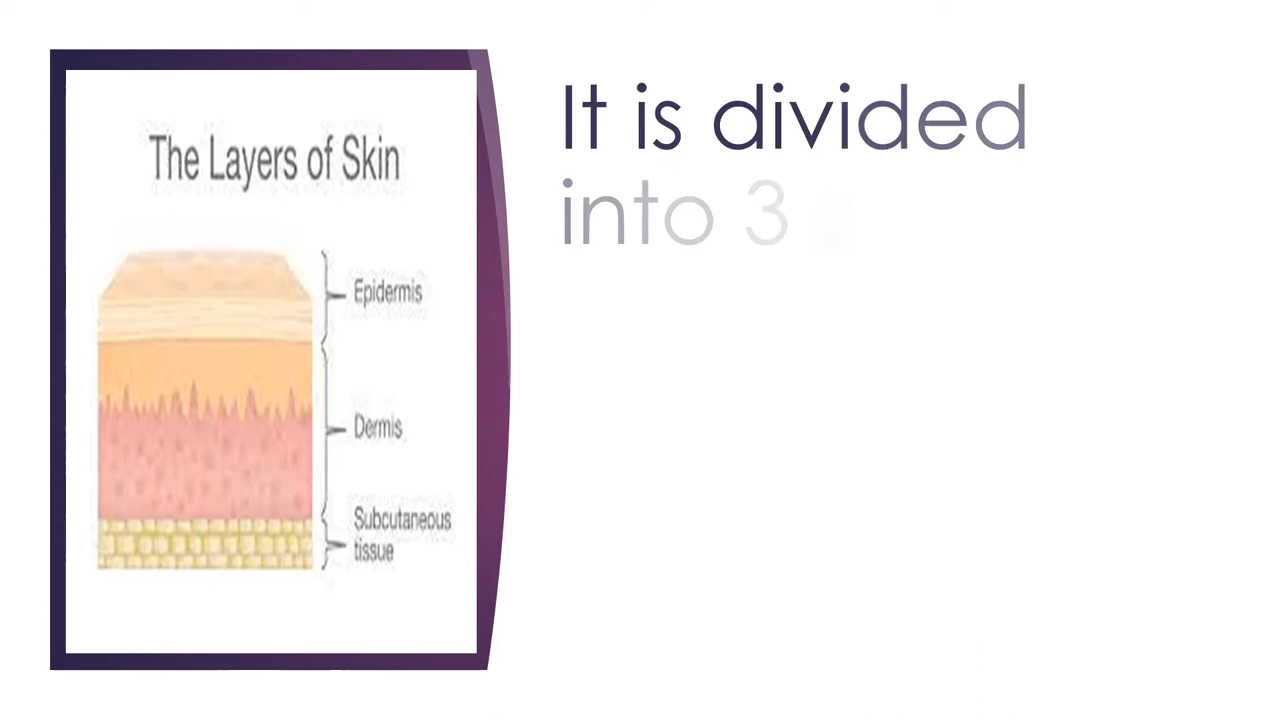 The Layers of Skin
Epidermis
Dermis
Subcutaneous
tissue
It is divided
into 3